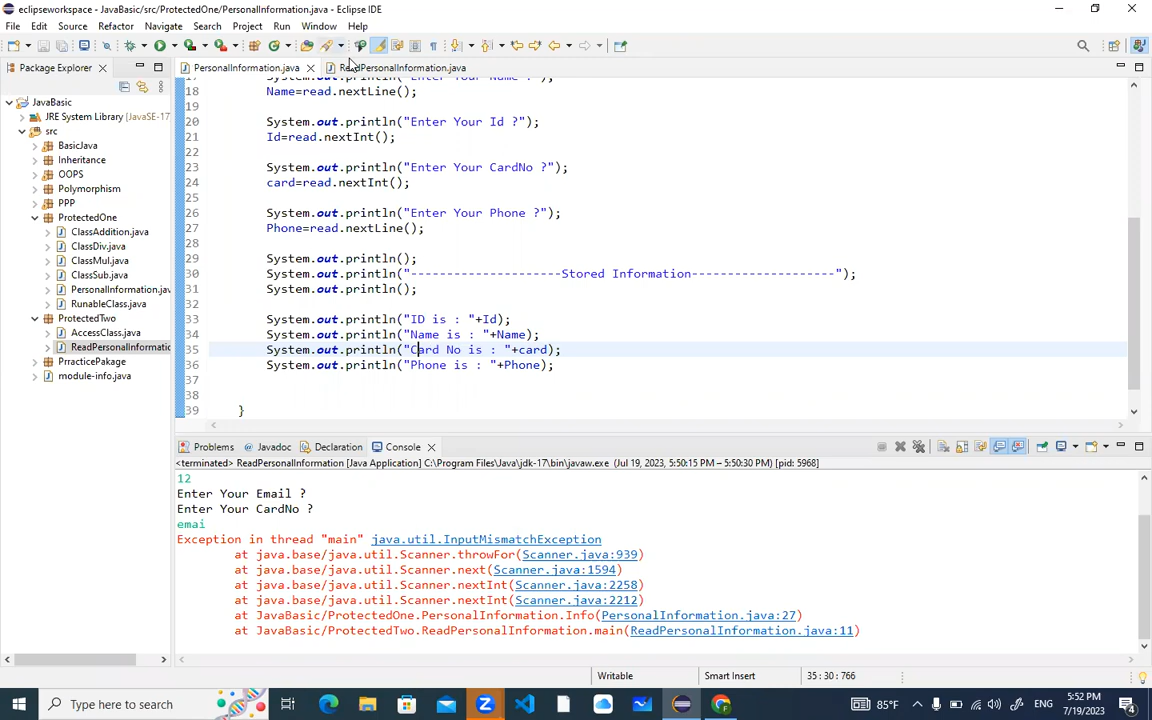 eclipseworkspace - JavaBasic/src/ProtectedOne/PersonalInformation.java - Eclipse IDE
File Edit Source Refactor Navigate Search Project Run Window Help
Package Explorer
PersonalInformation.java
ReadPersonalInformation.java
JavaBasic
JRE System Library [JavaSE-17
src
BasicJava
Inheritance
OOPS
Polymorphism
PPP
ProtectedOne
ClassAddition.java
ClassDiv.java
ClassMul.java
ClassSub.java
PersonalInformation.jav
RunableClass.java
ProtectedTwo
AccessClass.java
ReadPersonalInformatio
PrracticePakage
module-info.java
17 System.out.println("Enter Your Name ?");
18 Name=read.nextLine();
19
20 System.out.println("Enter Your Id ?");
21 Id=read.nextInt();
22
23 System.out.println("Enter Your CardNo ?");
24 card=read.nextInt();
25
26 System.out.println("Enter Your Phone ?");
27 Phone=read.nextLine();
28
29 System.out.println();
30 System.out.println("---------------------Stored Information--------------------");
31 System.out.println();
32
33 System.out.println("ID is : "+Id);
34 System.out.println("Name is : "+Name);
35 System.out.println("Card No is : "+card);
36 System.out.println("Phone is : "+Phone);
37
38
39 }
Problems Javadoc Declaration Console
<terminated> ReadPersonalInformation [Java Application] C:\Program Files\Java\jdk-17\bin\javaw.exe (Jul 19, 2023, 5:50:15 PM – 5:50:30 PM) [pid: 5968]
12
Enter Your Email ?
Enter Your CardNo ?
emai
Exception in thread "main" java.util.InputMismatchException
at java.base/java.util.Scanner.throwFor(Scanner.java:939)
at java.base/java.util.Scanner.next(Scanner.java:1594)
at java.base/java.util.Scanner.nextInt(Scanner.java:2258)
at java.base/java.util.Scanner.nextInt(Scanner.java:2212)
at JavaBasic/ProtectedOne.PersonalInformation.Info(PersonalInformation.java:27)
at JavaBasic/ProtectedTwo.ReadPersonalInformation.main(ReadPersonalInformation.java:11)
Writable Smart Insert 35 : 30 : 766
Type here to search
85°F
ENG
5:52 PM
7/19/2023
4